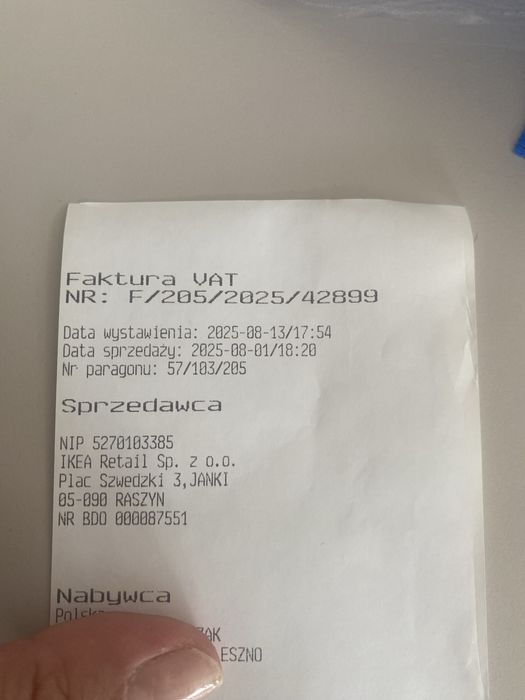 Faktura VAT
NR: F/205/2025/42899
Data wystawienia: 2025-08-13/17:54
Data sprzedaży: 2025-08-01/18:20
Nr paragonu: 57/103/205
Sprzedawca
NIP 5270103385
IKEA Retail Sp. z o.o.
Plac Szwedzki 3,JANKI
05-090 RASZYN
NR BDO 000087551
Nabywca